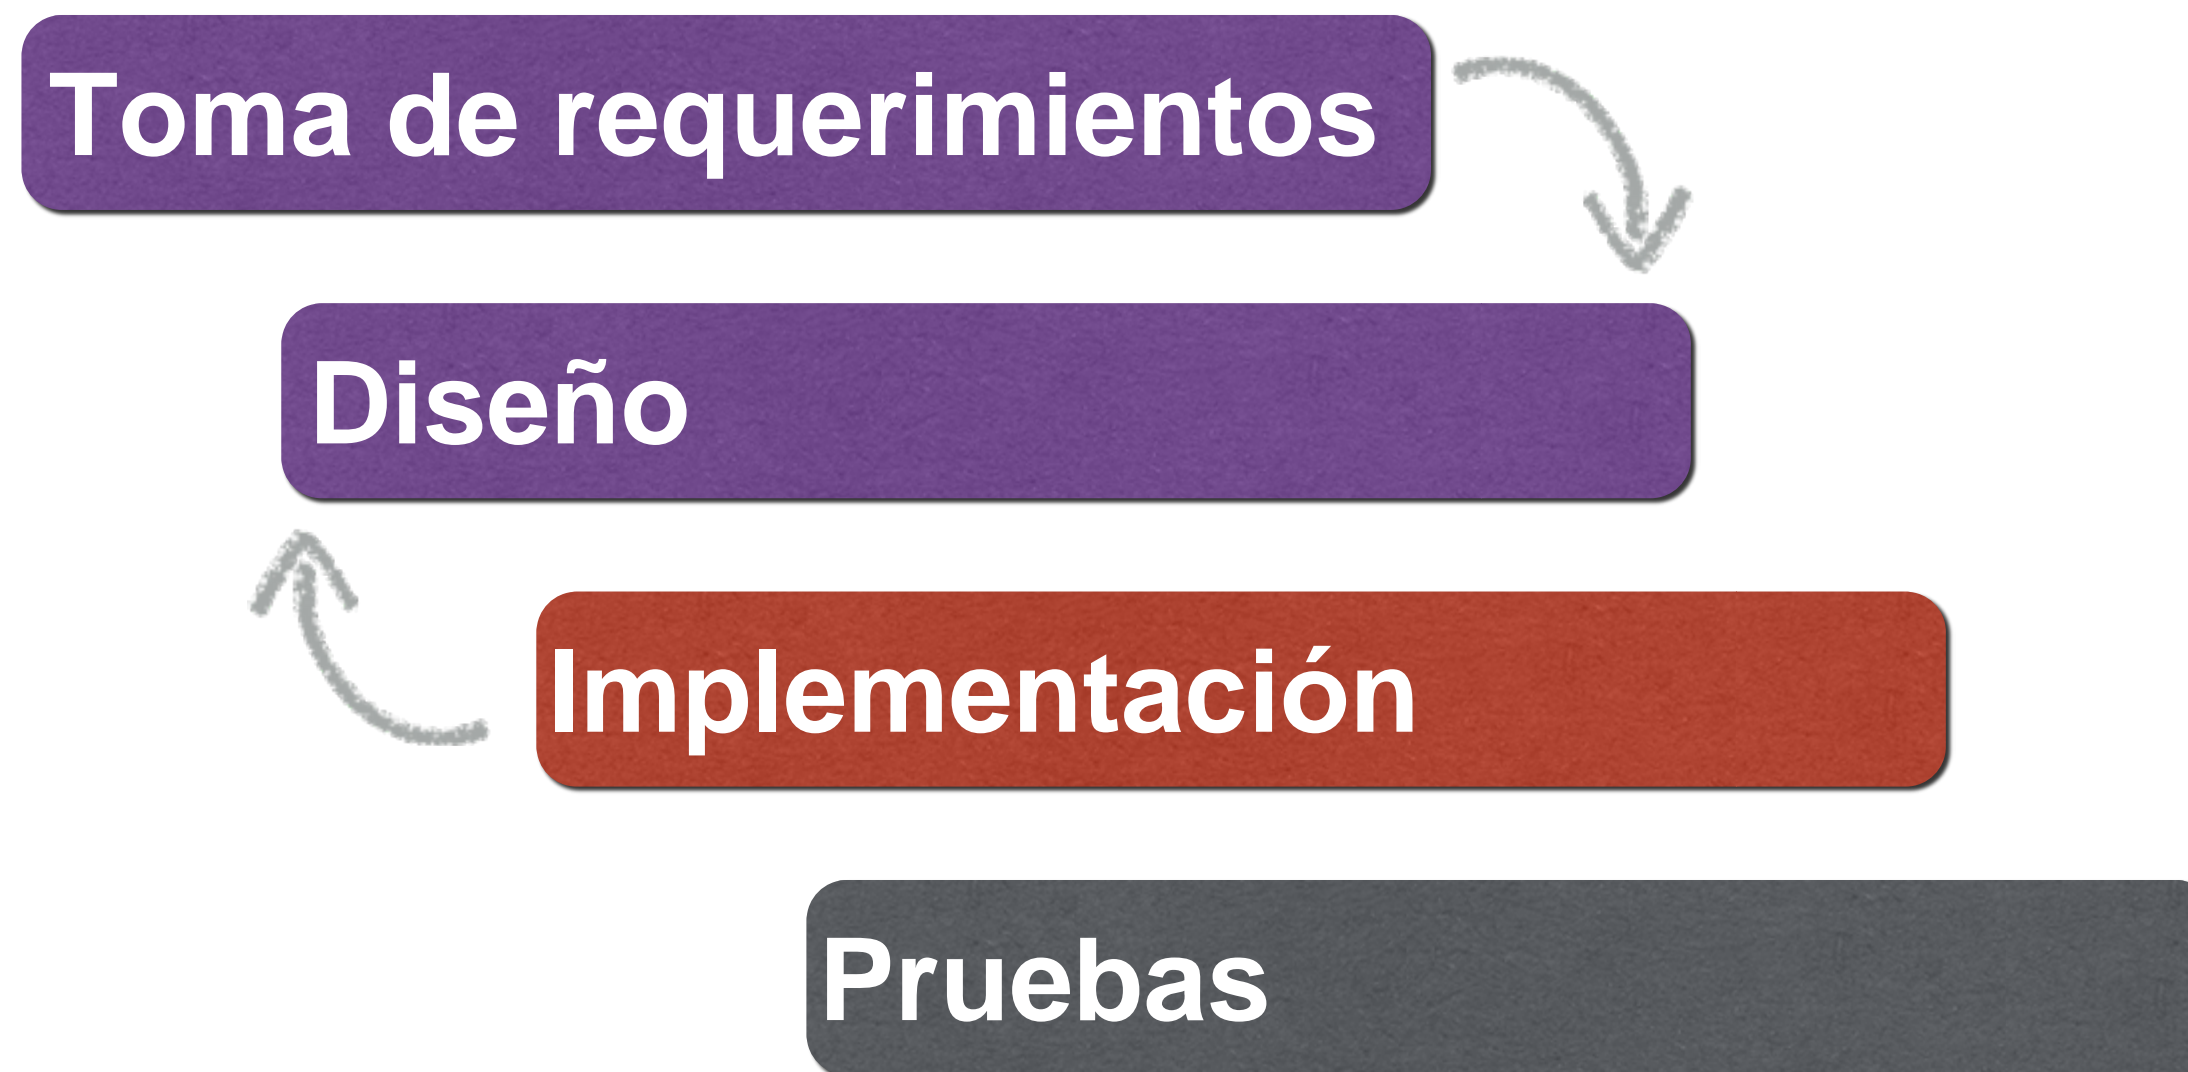 Toma de requerimientos
Diseño
Implementación
Pruebas